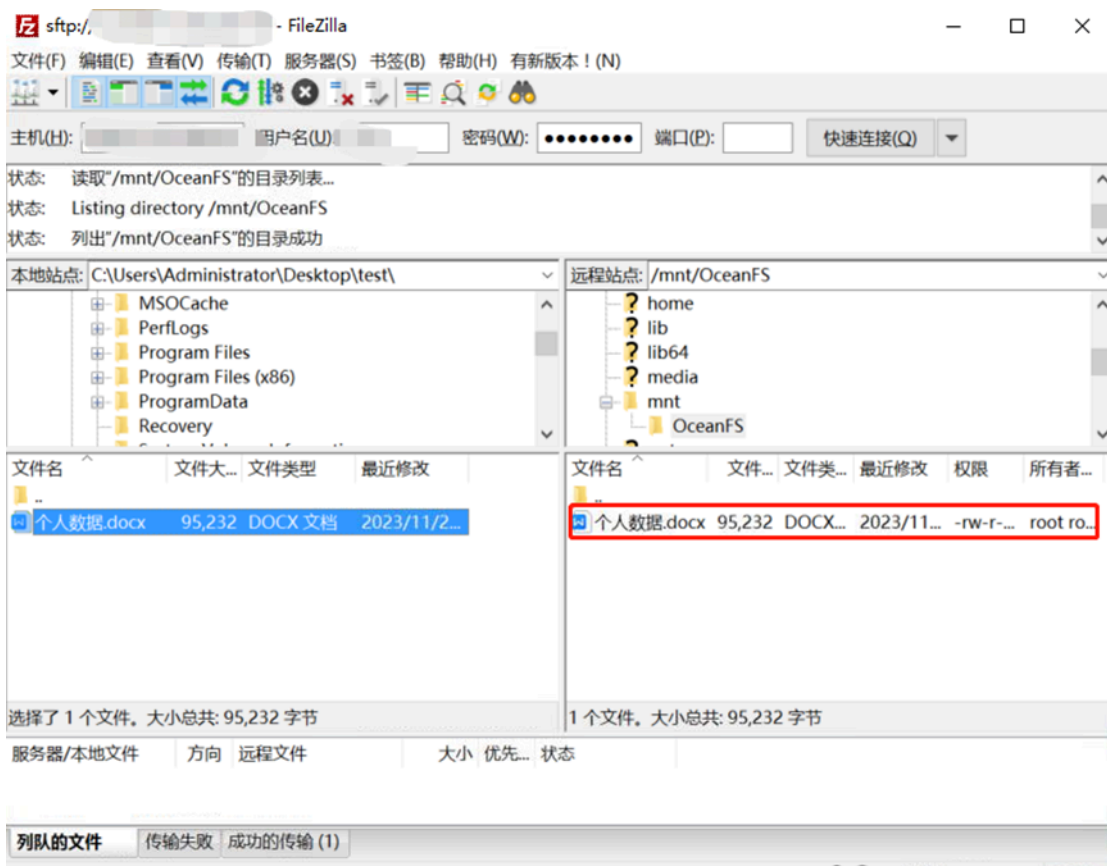 sftp:// - FileZilla
文件(F) 编辑(E) 查看(V) 传输(T) 服务器(S) 书签(B) 帮助(H) 有新版本！(N)
主机(H): 用户名(U) 密码(W): ●●●●●●●● 端口(P): 快速连接(Q)
状态: 读取“/mnt/OceanFS”的目录列表...
状态: Listing directory /mnt/OceanFS
状态: 列出“/mnt/OceanFS”的目录成功
本地站点: C:\Users\Administrator\Desktop\test\ 远程站点: /mnt/OceanFS
MSOCache home
PerfLogs lib
Program Files lib64
Program Files (x86) media
ProgramData mnt
Recovery OceanFS
文件名 文件大... 文件类型 最近修改 文件名 文件... 文件类... 最近修改 权限 所有者...
.. ..
个人数据.docx 95,232 DOCX 文档 2023/11/2... 个人数据.docx 95,232 DOCX... 2023/11... -rw-r-... root ro...
选择了 1 个文件。大小总共: 95,232 字节 1 个文件。大小总共: 95,232 字节
服务器/本地文件 方向 远程文件 大小 优先... 状态
列队的文件 传输失败 成功的传输 (1)